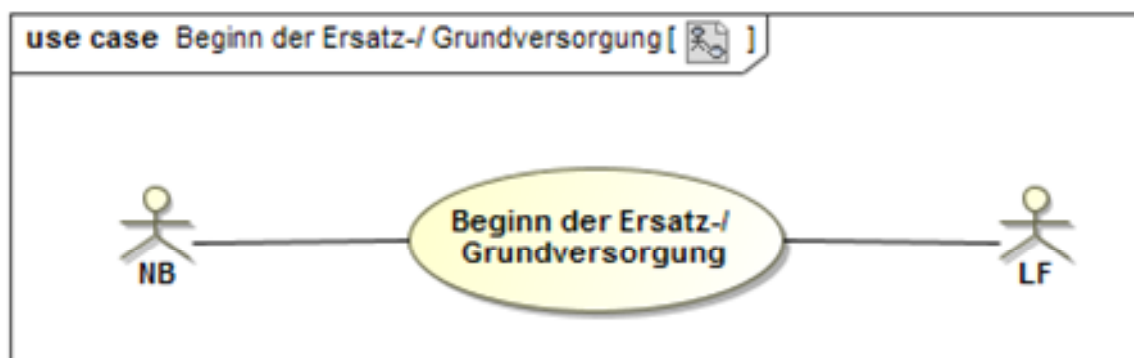 use case Beginn der Ersatz-/ Grundversorgung [ ]
Beginn der Ersatz-/
Grundversorgung
NB
LF